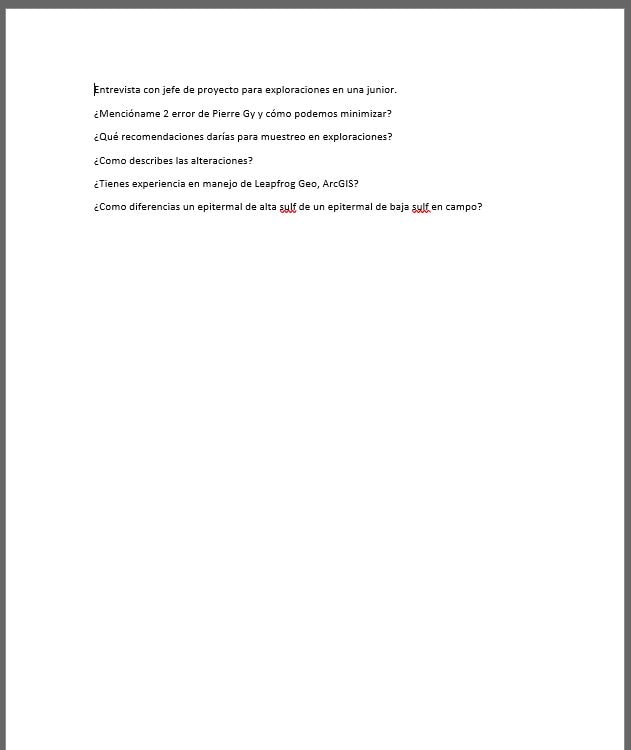 Entrevista con jefe de proyecto para exploraciones en una junior.
¿Mencióname 2 error de Pierre Gy y cómo podemos minimizar?
¿Qué recomendaciones darías para muestreo en exploraciones?
¿Como describes las alteraciones?
¿Tienes experiencia en manejo de Leapfrog Geo, ArcGIS?
¿Como diferencias un epitermal de alta sulf de un epitermal de baja sulf en campo?